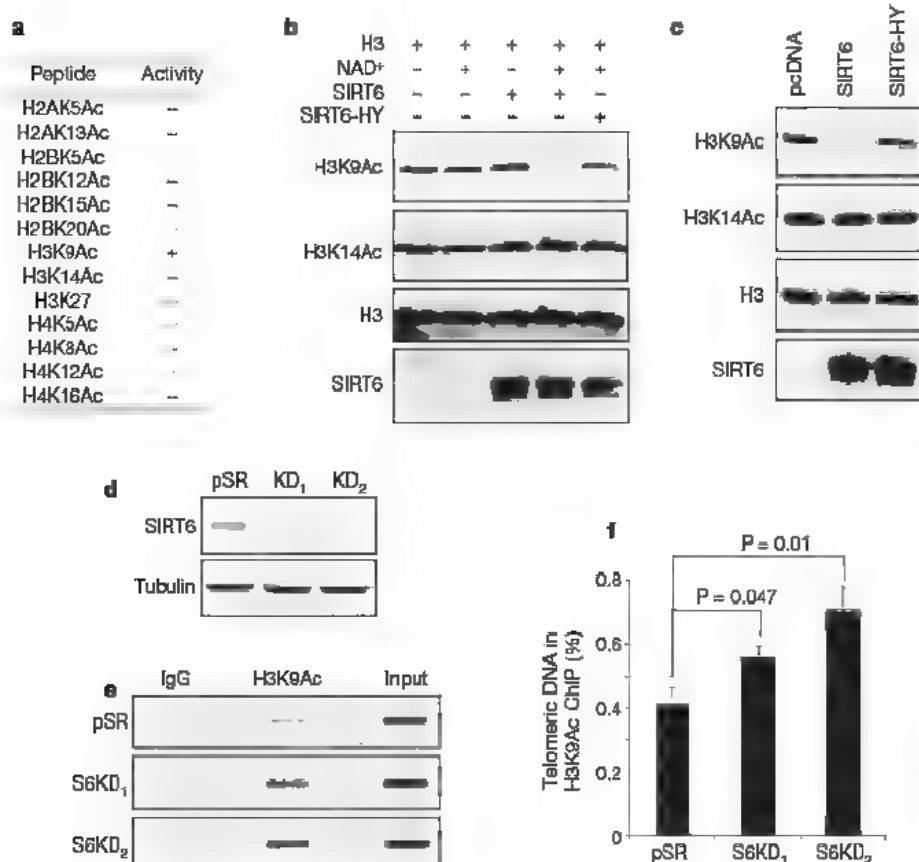 a
Peptide Activity
H2AK5Ac –
H2AK13Ac –
H2BK5Ac
H2BK12Ac –
H2BK15Ac –
H2BK20Ac -
H3K9Ac +
H3K14Ac –
H3K27 –
H4K5Ac -
H4K8Ac -
H4K12Ac -
H4K16Ac –
b
H3 + + + + +
NAD+ – + – + +
SIRT6 – – + + –
SIRT6-HY – – – – +
H3K9Ac
H3K14Ac
H3
SIRT6
c
pcDNA SIRT6 SIRT6-HY
H3K9Ac
H3K14Ac
H3
SIRT6
d
pSR KD1 KD2
SIRT6
Tubulin
e
IgG H3K9Ac Input
pSR
S6KD1
S6KD2
f
P = 0.01
P = 0.047
Telomeric DNA in
H3K9Ac ChIP (%)
0.8
0.6
0.4
0.2
0
pSR S6KD1 S6KD2